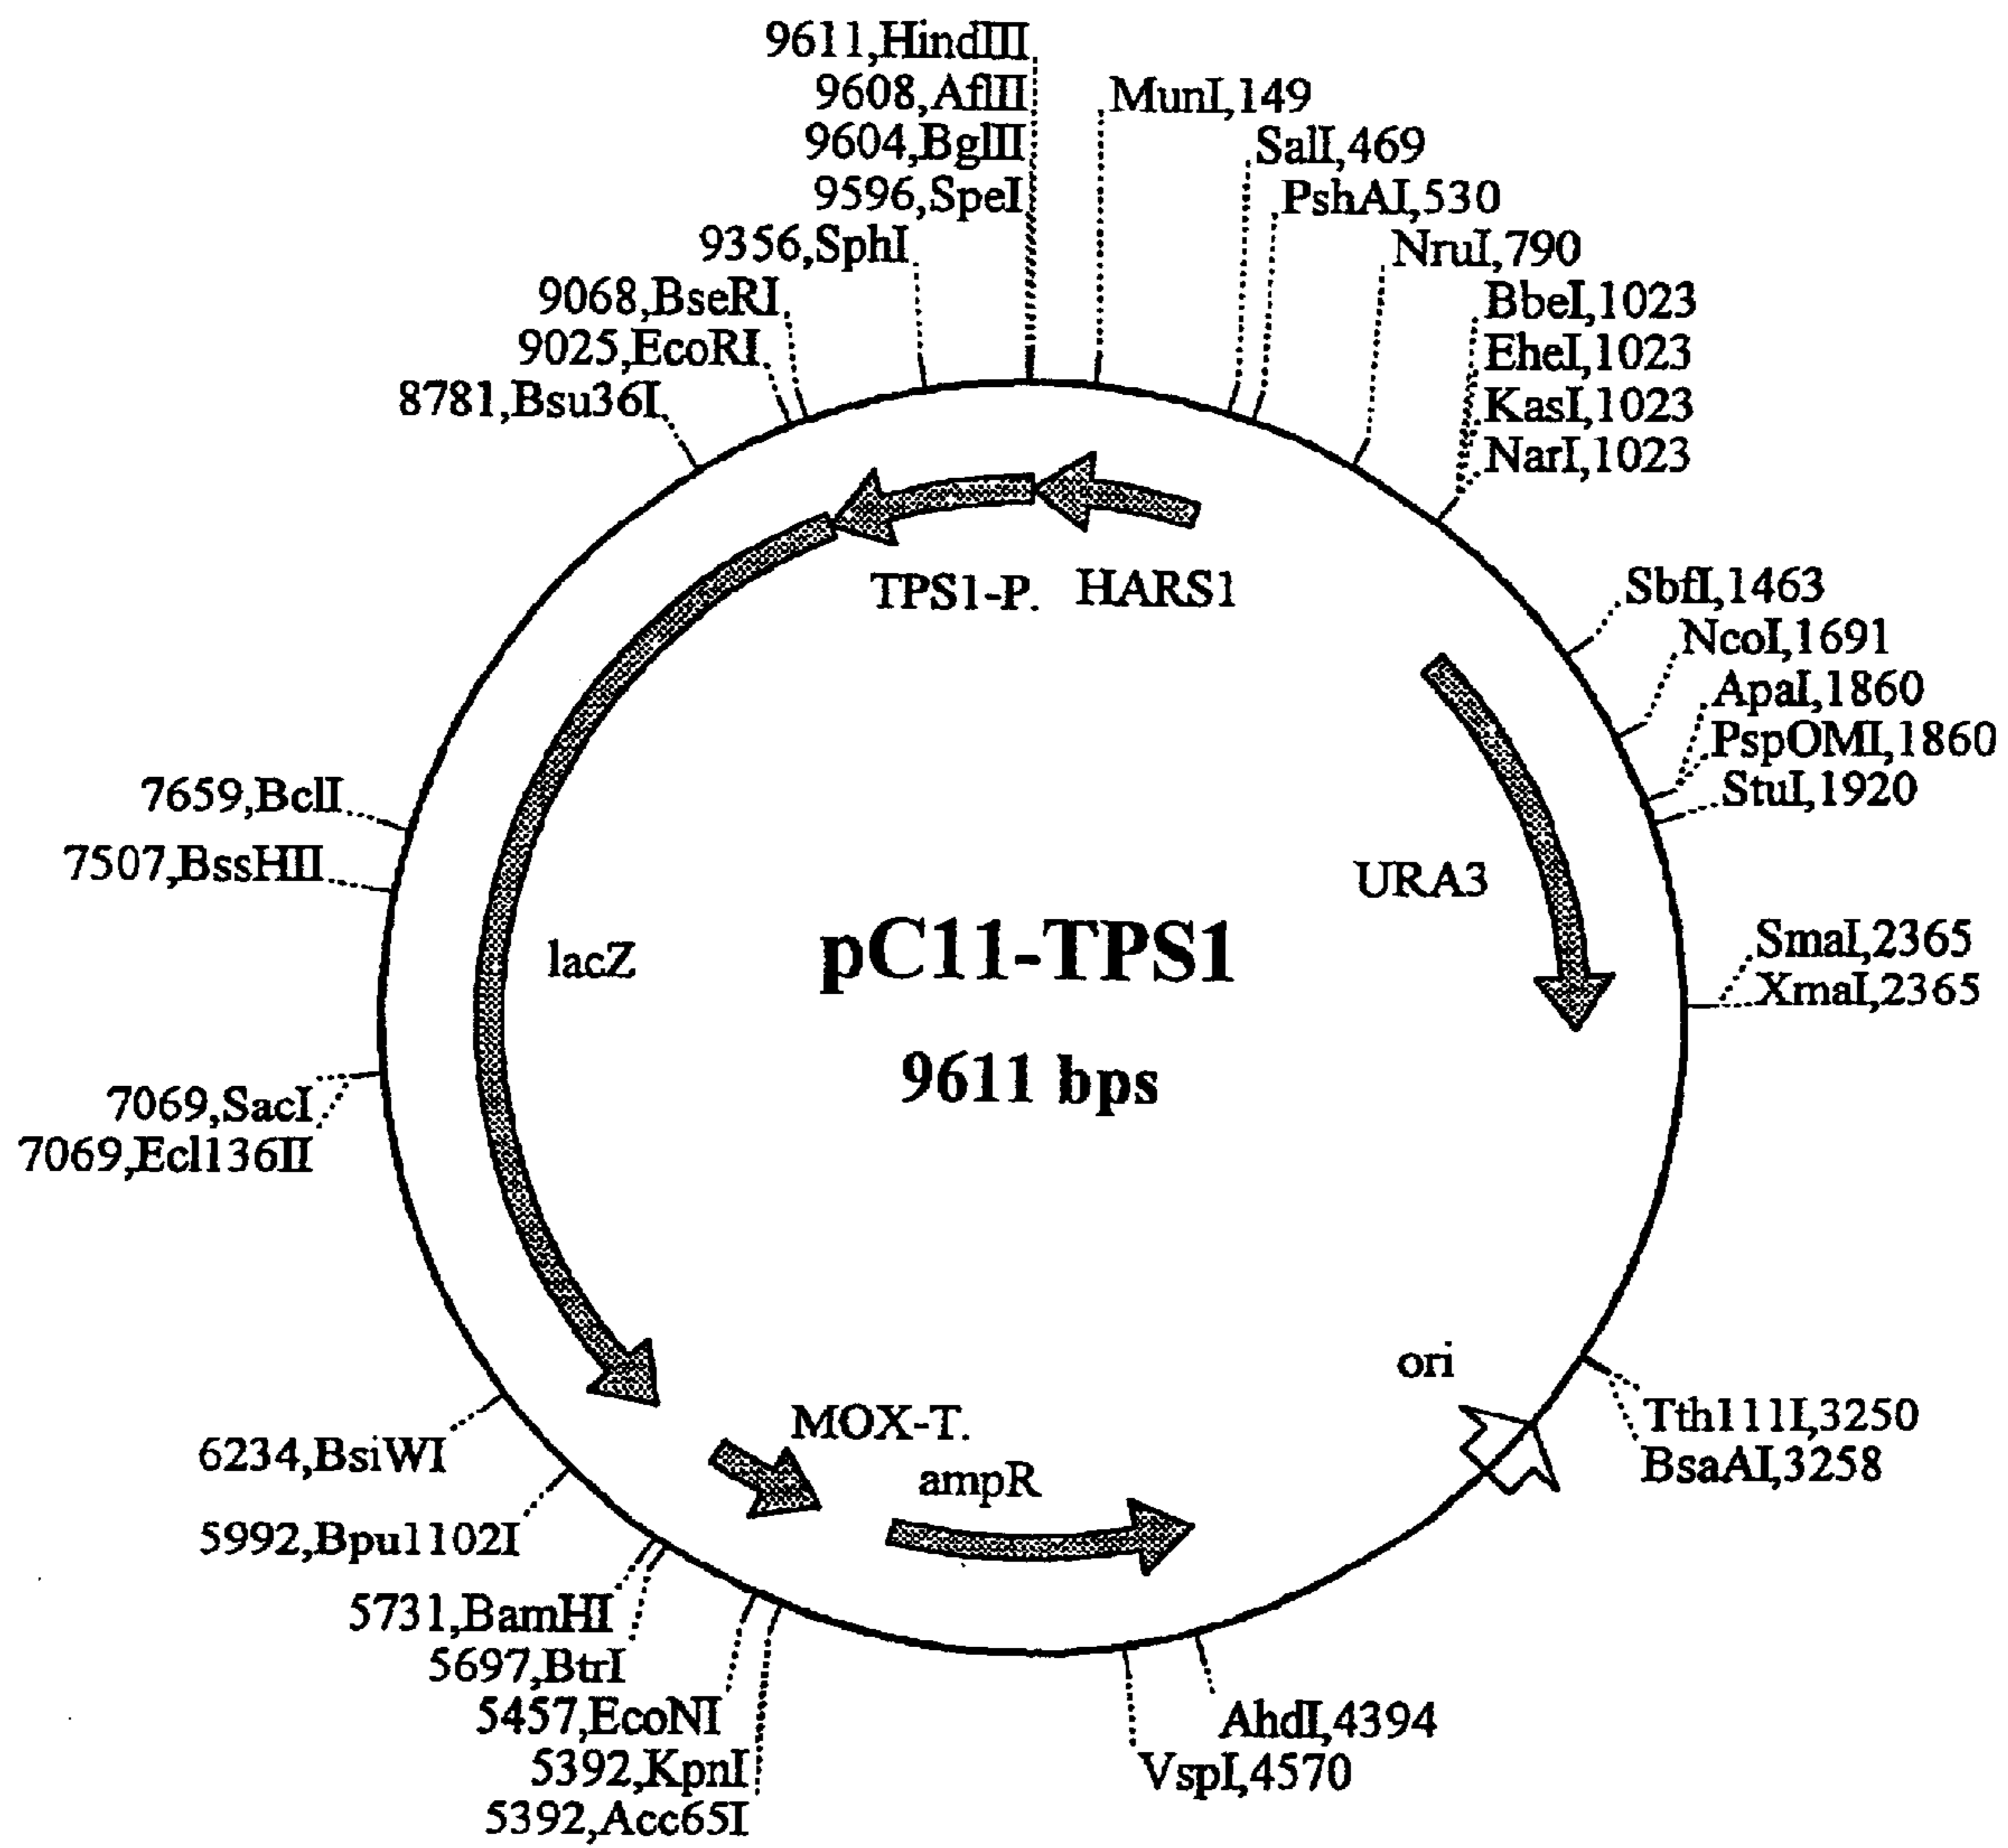 9611,HindIII
9608,AflII
9604,BglII
9596,SpeI
9356,SphI
9068,BseRI
9025,EcoRI
8781,Bsu36I
MunI,149
SalI,469
PshAI,530
NruI,790
BbeI,1023
EheI,1023
KasI,1023
NarI,1023
SbfI,1463
NcoI,1691
ApaI,1860
PspOMI,1860
StuI,1920
TPS1-P. HARS1
URA3
7659,BclI
7507,BssHII
lacZ
pC11-TPS1
9611 bps
SmaI,2365
XmaI,2365
7069,SacI
7069,Ecl136II
ori
Tth111I,3250
BsaAI,3258
MOX-T.
ampR
6234,BsiWI
5992,Bpu1102I
5731,BamHI
5697,BtrI
5457,EcoNI
5392,KpnI
5392,Acc65I
AhdI,4394
VspI,4570